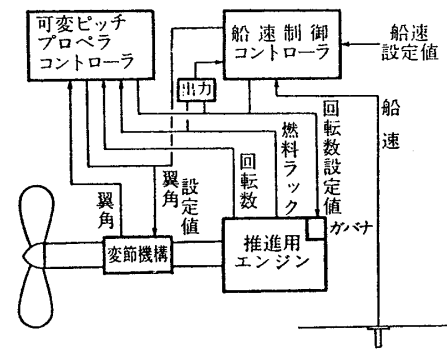 可変ピッチ
プロペラ
コントローラ
船速制御
コントローラ
船速
設定値
出力
翼角
翼角
設定値
回転数
燃料ラック
回転数設定値
船速
ガバナ
変節機構
推進用
エンジン